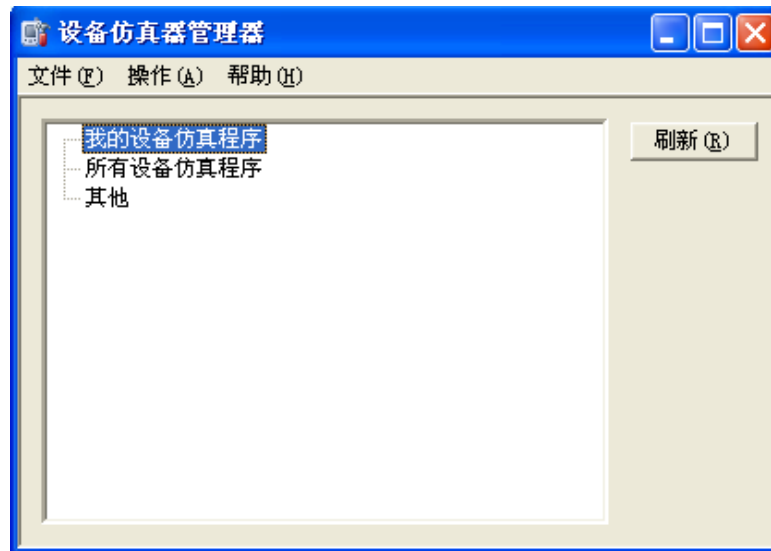 设备仿真器管理器
文件(F) 操作(A) 帮助(H)
我的设备仿真程序
所有设备仿真程序
其他
刷新(R)